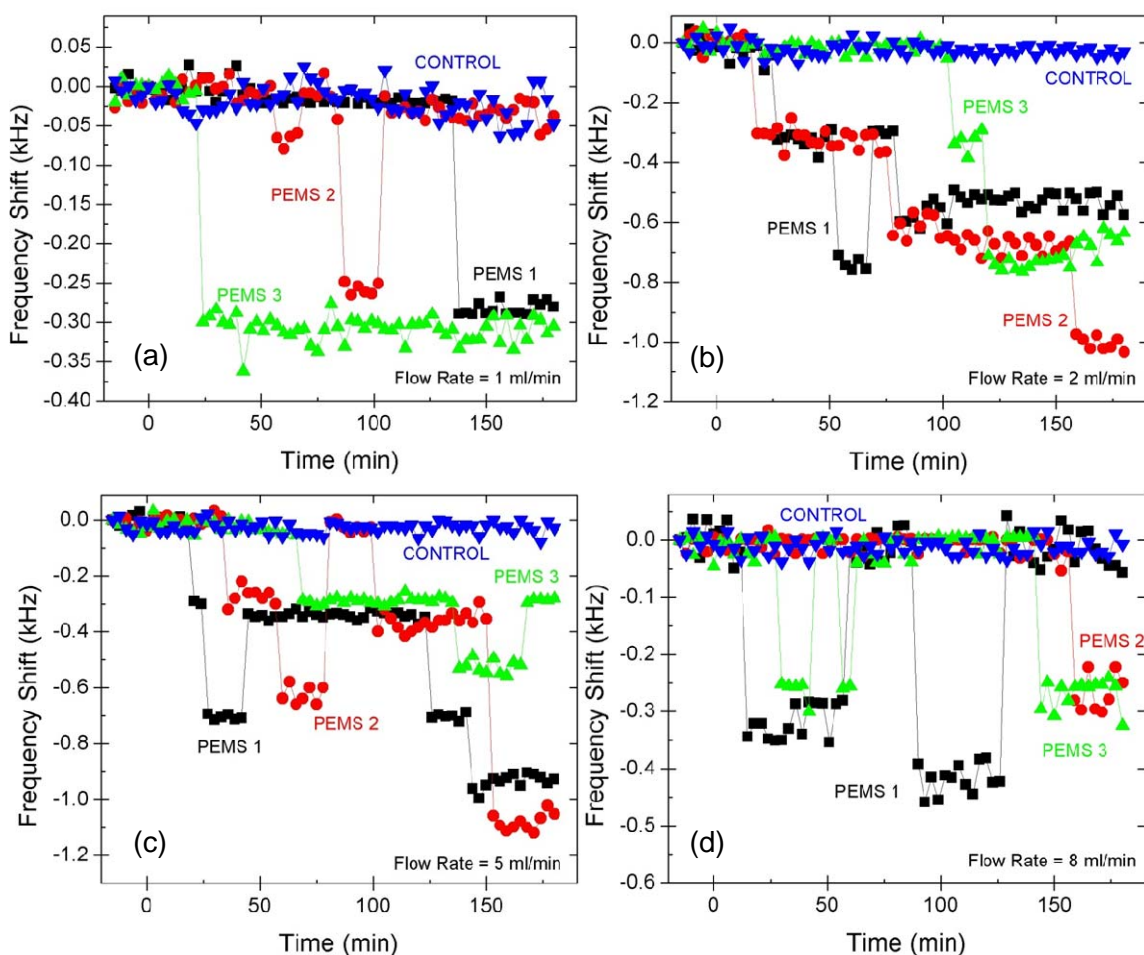 0.05
0.00
-0.05
-0.10
-0.15
-0.20
-0.25
-0.30
-0.35
-0.40
Frequency Shift (kHz)
CONTROL
PEMS 2
PEMS 1
PEMS 3
(a)
Flow Rate = 1 ml/min
0 50 100 150
Time (min)
0.0
-0.2
-0.4
-0.6
-0.8
-1.0
-1.2
Frequency Shift (kHz)
CONTROL
PEMS 3
PEMS 1
PEMS 2
(b)
Flow Rate = 2 ml/min
0 50 100 150
Time (min)
0.0
-0.2
-0.4
-0.6
-0.8
-1.0
-1.2
Frequency Shift (kHz)
CONTROL
PEMS 3
PEMS 2
PEMS 1
(c)
Flow Rate = 5 ml/min
0 50 100 150
Time (min)
0.0
-0.1
-0.2
-0.3
-0.4
-0.5
-0.6
Frequency Shift (kHz)
CONTROL
PEMS 2
PEMS 3
PEMS 1
(d)
Flow Rate = 8 ml/min
0 50 100 150
Time (min)